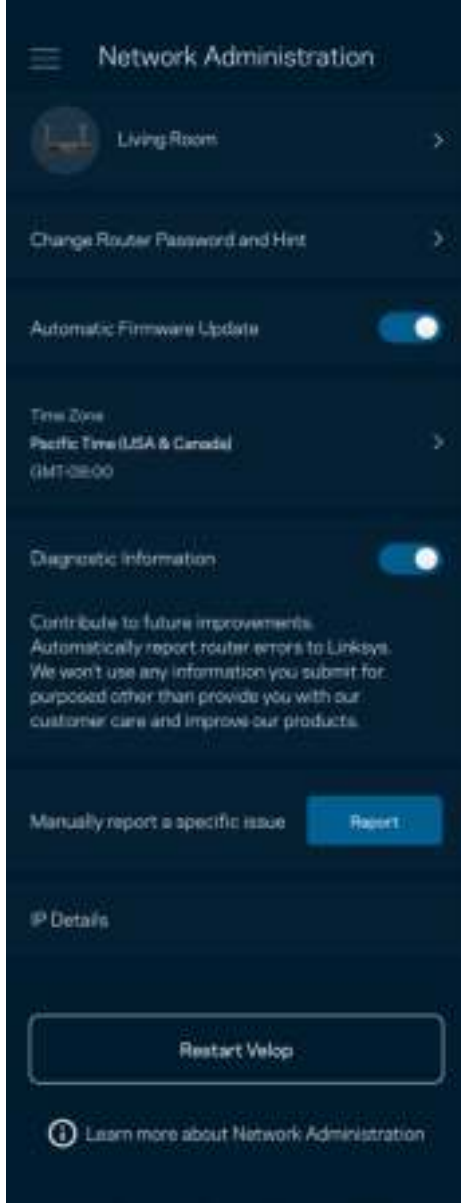 Network Administration
Living Room
Change Router Password and Hint
Automatic Firmware Update
Time Zone
Pacific Time (USA & Canada)
GMT-08:00
Diagnostic Information
Contribute to future improvements.
Automatically report router errors to Linksys.
We won't use any information you submit for
purposed other than provide you with our
customer care and improve our products.
Manually report a specific issue
Report
IP Details
Restart Velop
Learn more about Network Administration